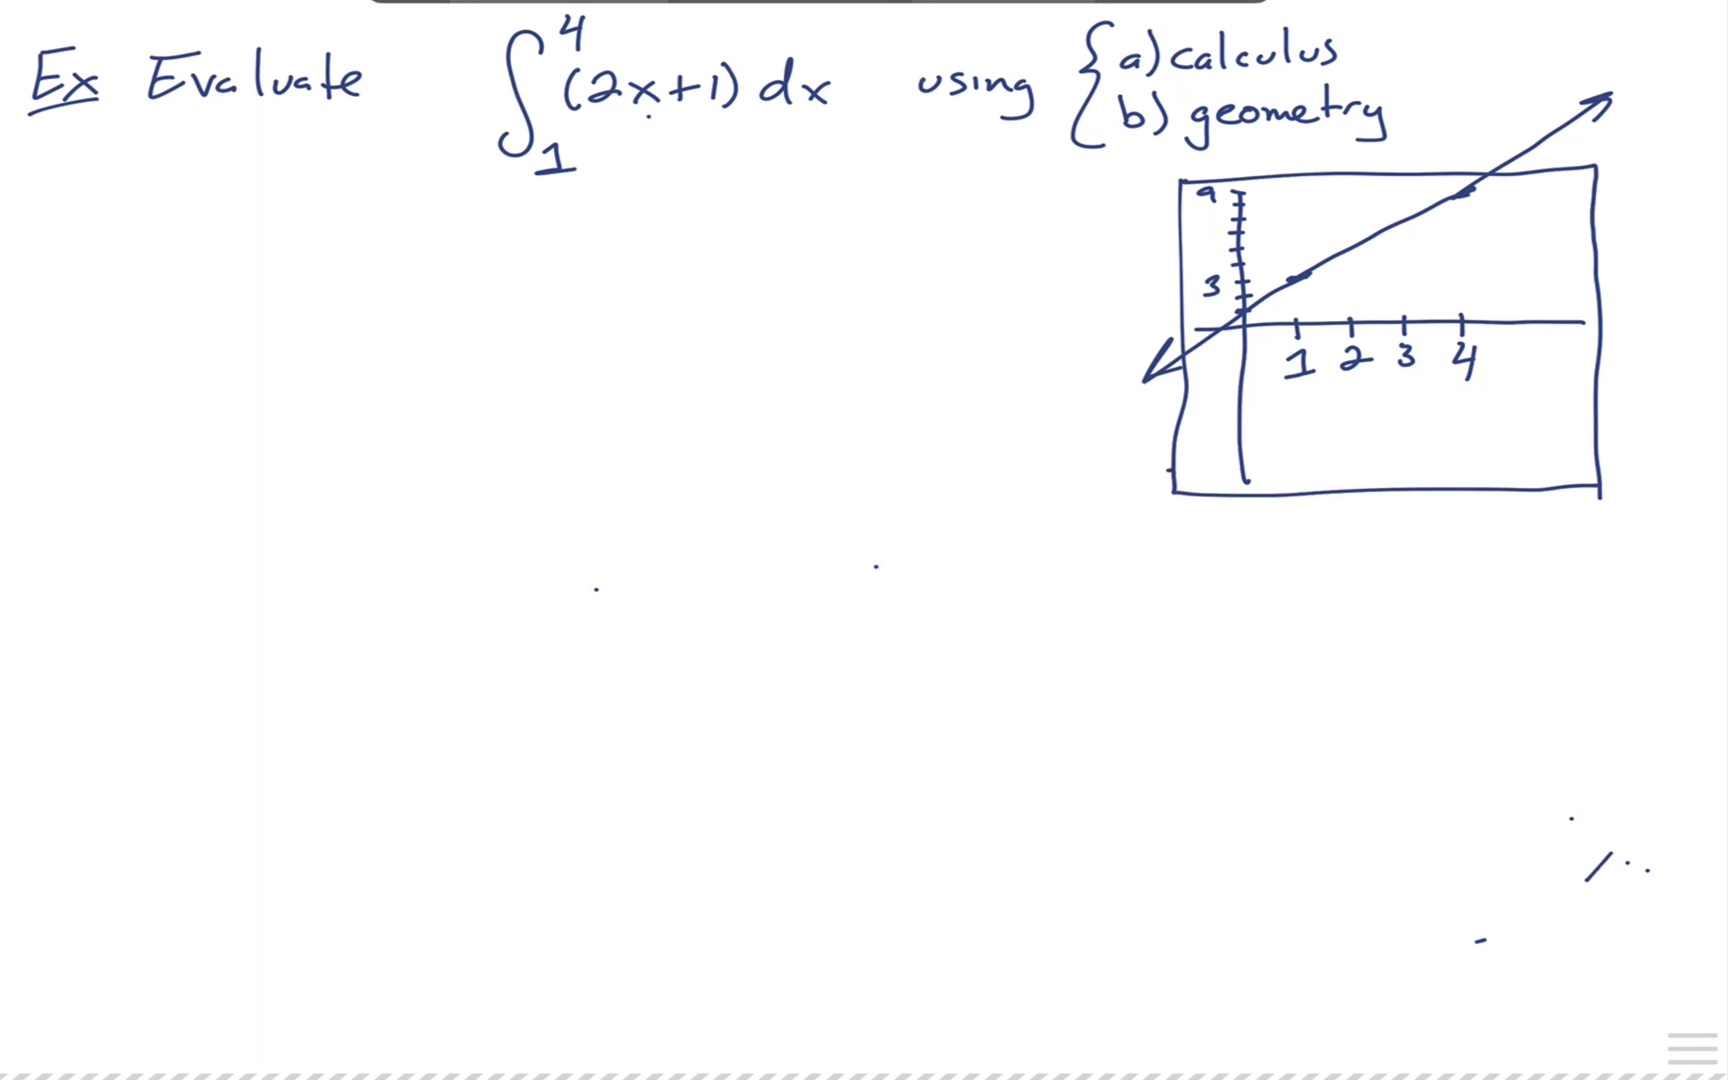 Ex Evaluate ∫₁⁴ (2x+1) dx using { a) calculus
b) geometry
9
3
1 2 3 4